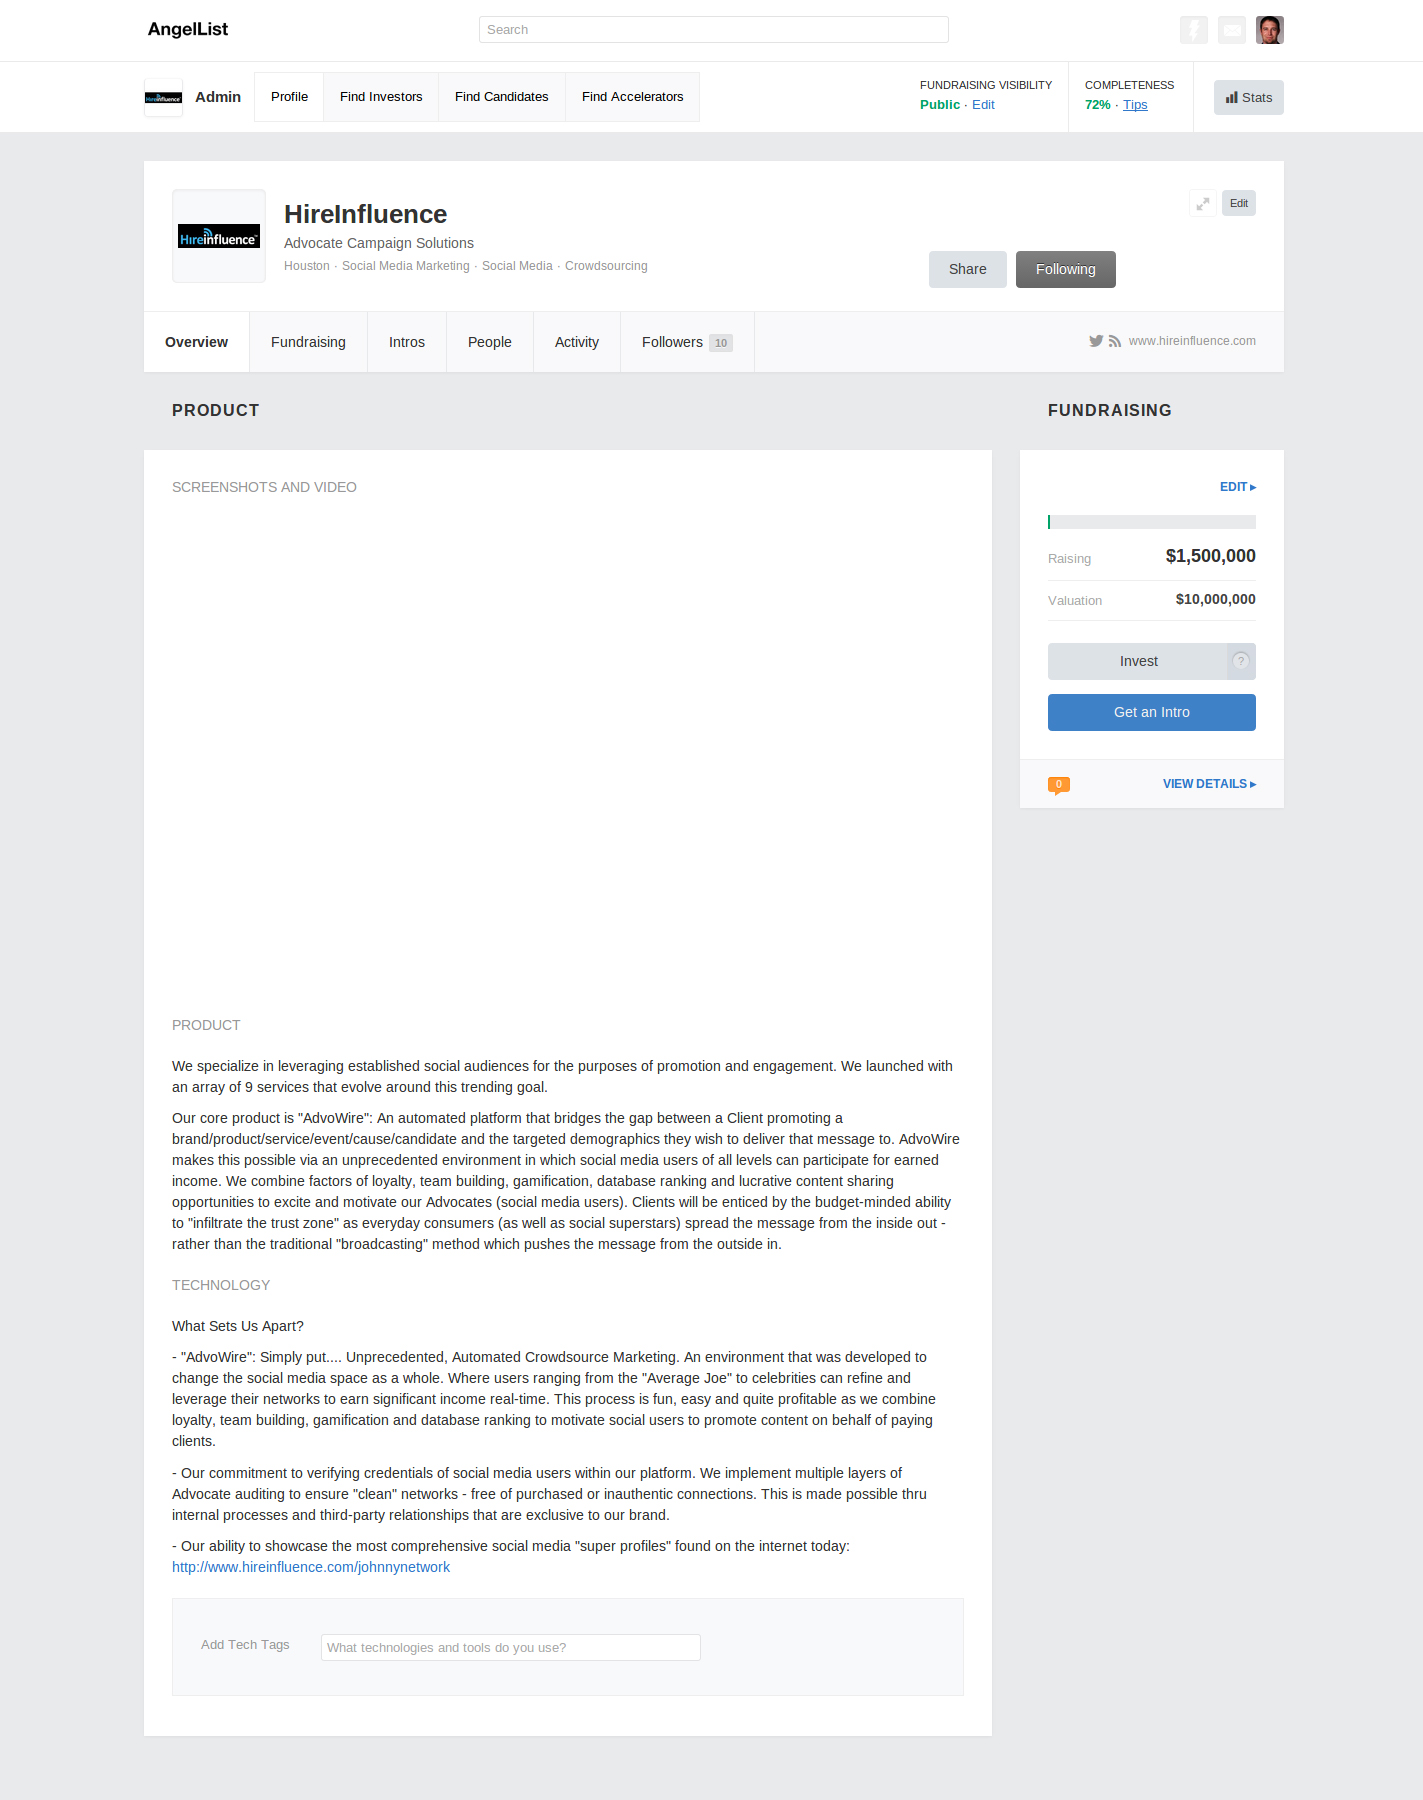 AngelList
Search
Hireinfluence
Admin
Profile
Find Investors
Find Candidates
Find Accelerators
FUNDRAISING VISIBILITY
Public · Edit
COMPLETENESS
72% · Tips
Stats
Hireinfluence™
HireInfluence
Advocate Campaign Solutions
Houston · Social Media Marketing · Social Media · Crowdsourcing
Edit
Share
Following
Overview
Fundraising
Intros
People
Activity
Followers 10
www.hireinfluence.com
PRODUCT
FUNDRAISING
SCREENSHOTS AND VIDEO
EDIT ▸
Raising $1,500,000
Valuation $10,000,000
Invest ?
Get an Intro
0 VIEW DETAILS ▸
PRODUCT
We specialize in leveraging established social audiences for the purposes of promotion and engagement. We launched with
an array of 9 services that evolve around this trending goal.
Our core product is "AdvoWire": An automated platform that bridges the gap between a Client promoting a
brand/product/service/event/cause/candidate and the targeted demographics they wish to deliver that message to. AdvoWire
makes this possible via an unprecedented environment in which social media users of all levels can participate for earned
income. We combine factors of loyalty, team building, gamification, database ranking and lucrative content sharing
opportunities to excite and motivate our Advocates (social media users). Clients will be enticed by the budget-minded ability
to "infiltrate the trust zone" as everyday consumers (as well as social superstars) spread the message from the inside out -
rather than the traditional "broadcasting" method which pushes the message from the outside in.
TECHNOLOGY
What Sets Us Apart?
- "AdvoWire": Simply put.... Unprecedented, Automated Crowdsource Marketing. An environment that was developed to
change the social media space as a whole. Where users ranging from the "Average Joe" to celebrities can refine and
leverage their networks to earn significant income real-time. This process is fun, easy and quite profitable as we combine
loyalty, team building, gamification and database ranking to motivate social users to promote content on behalf of paying
clients.
- Our commitment to verifying credentials of social media users within our platform. We implement multiple layers of
Advocate auditing to ensure "clean" networks - free of purchased or inauthentic connections. This is made possible thru
internal processes and third-party relationships that are exclusive to our brand.
- Our ability to showcase the most comprehensive social media "super profiles" found on the internet today:
http://www.hireinfluence.com/johnnynetwork
Add Tech Tags
What technologies and tools do you use?